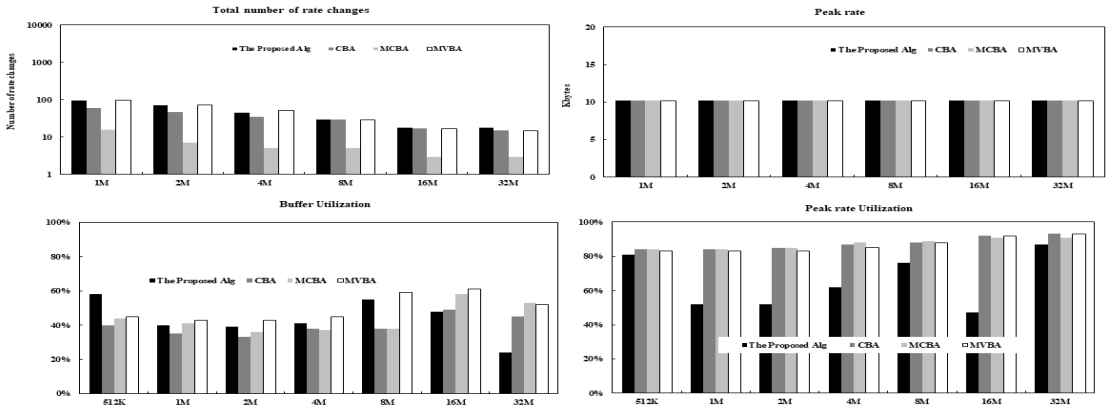 Total number of rate changes
Number of rate changes
10000
1000
100
10
1
The Proposed Alg CBA MCBA MVBA
1M 2M 4M 8M 16M 32M
Peak rate
Kbytes
20
15
10
5
0
The Proposed Alg CBA MCBA MVBA
1M 2M 4M 8M 16M 32M
Buffer Utilization
100%
80%
60%
40%
20%
0%
The Proposed Alg CBA MCBA MVBA
512K 1M 2M 4M 8M 16M 32M
Peak rate Utilization
100%
80%
60%
40%
20%
0%
The Proposed Alg CBA MCBA MVBA
512K 1M 2M 4M 8M 16M 32M